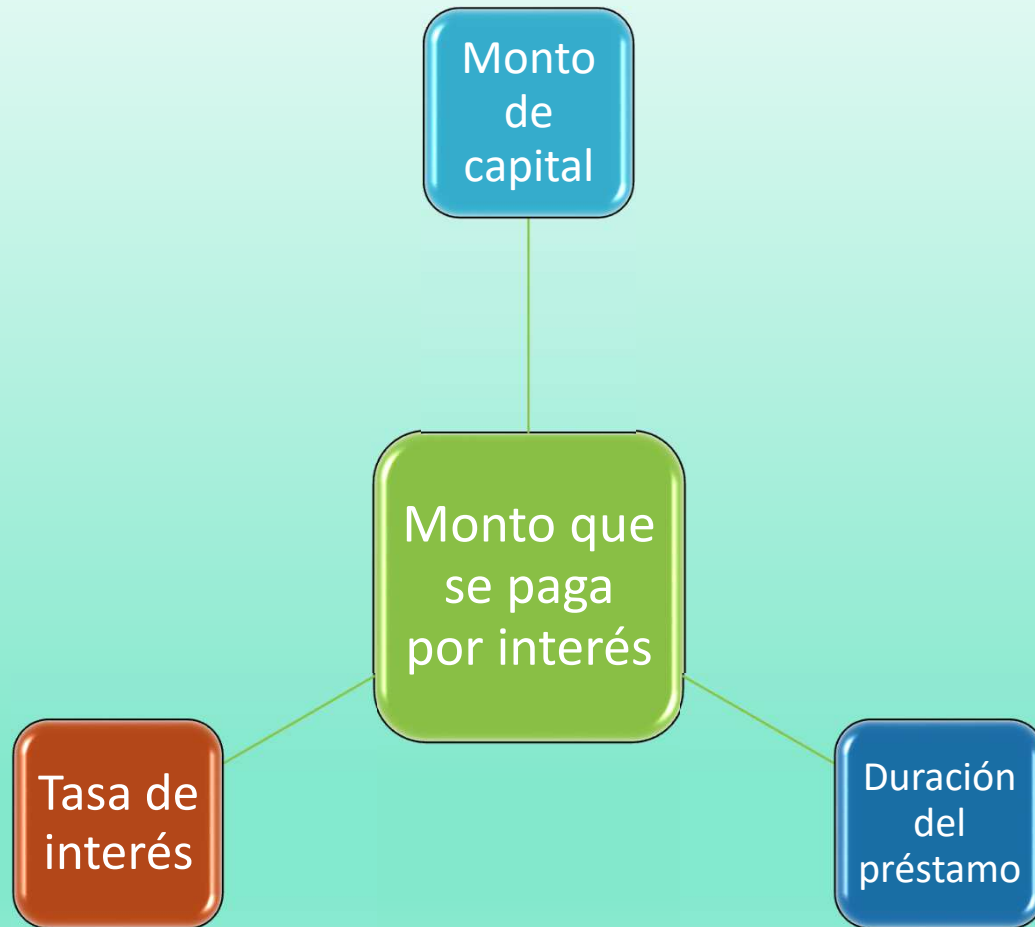 Monto
de
capital
Monto que
se paga
por interés
Tasa de
interés
Duración
del
préstamo